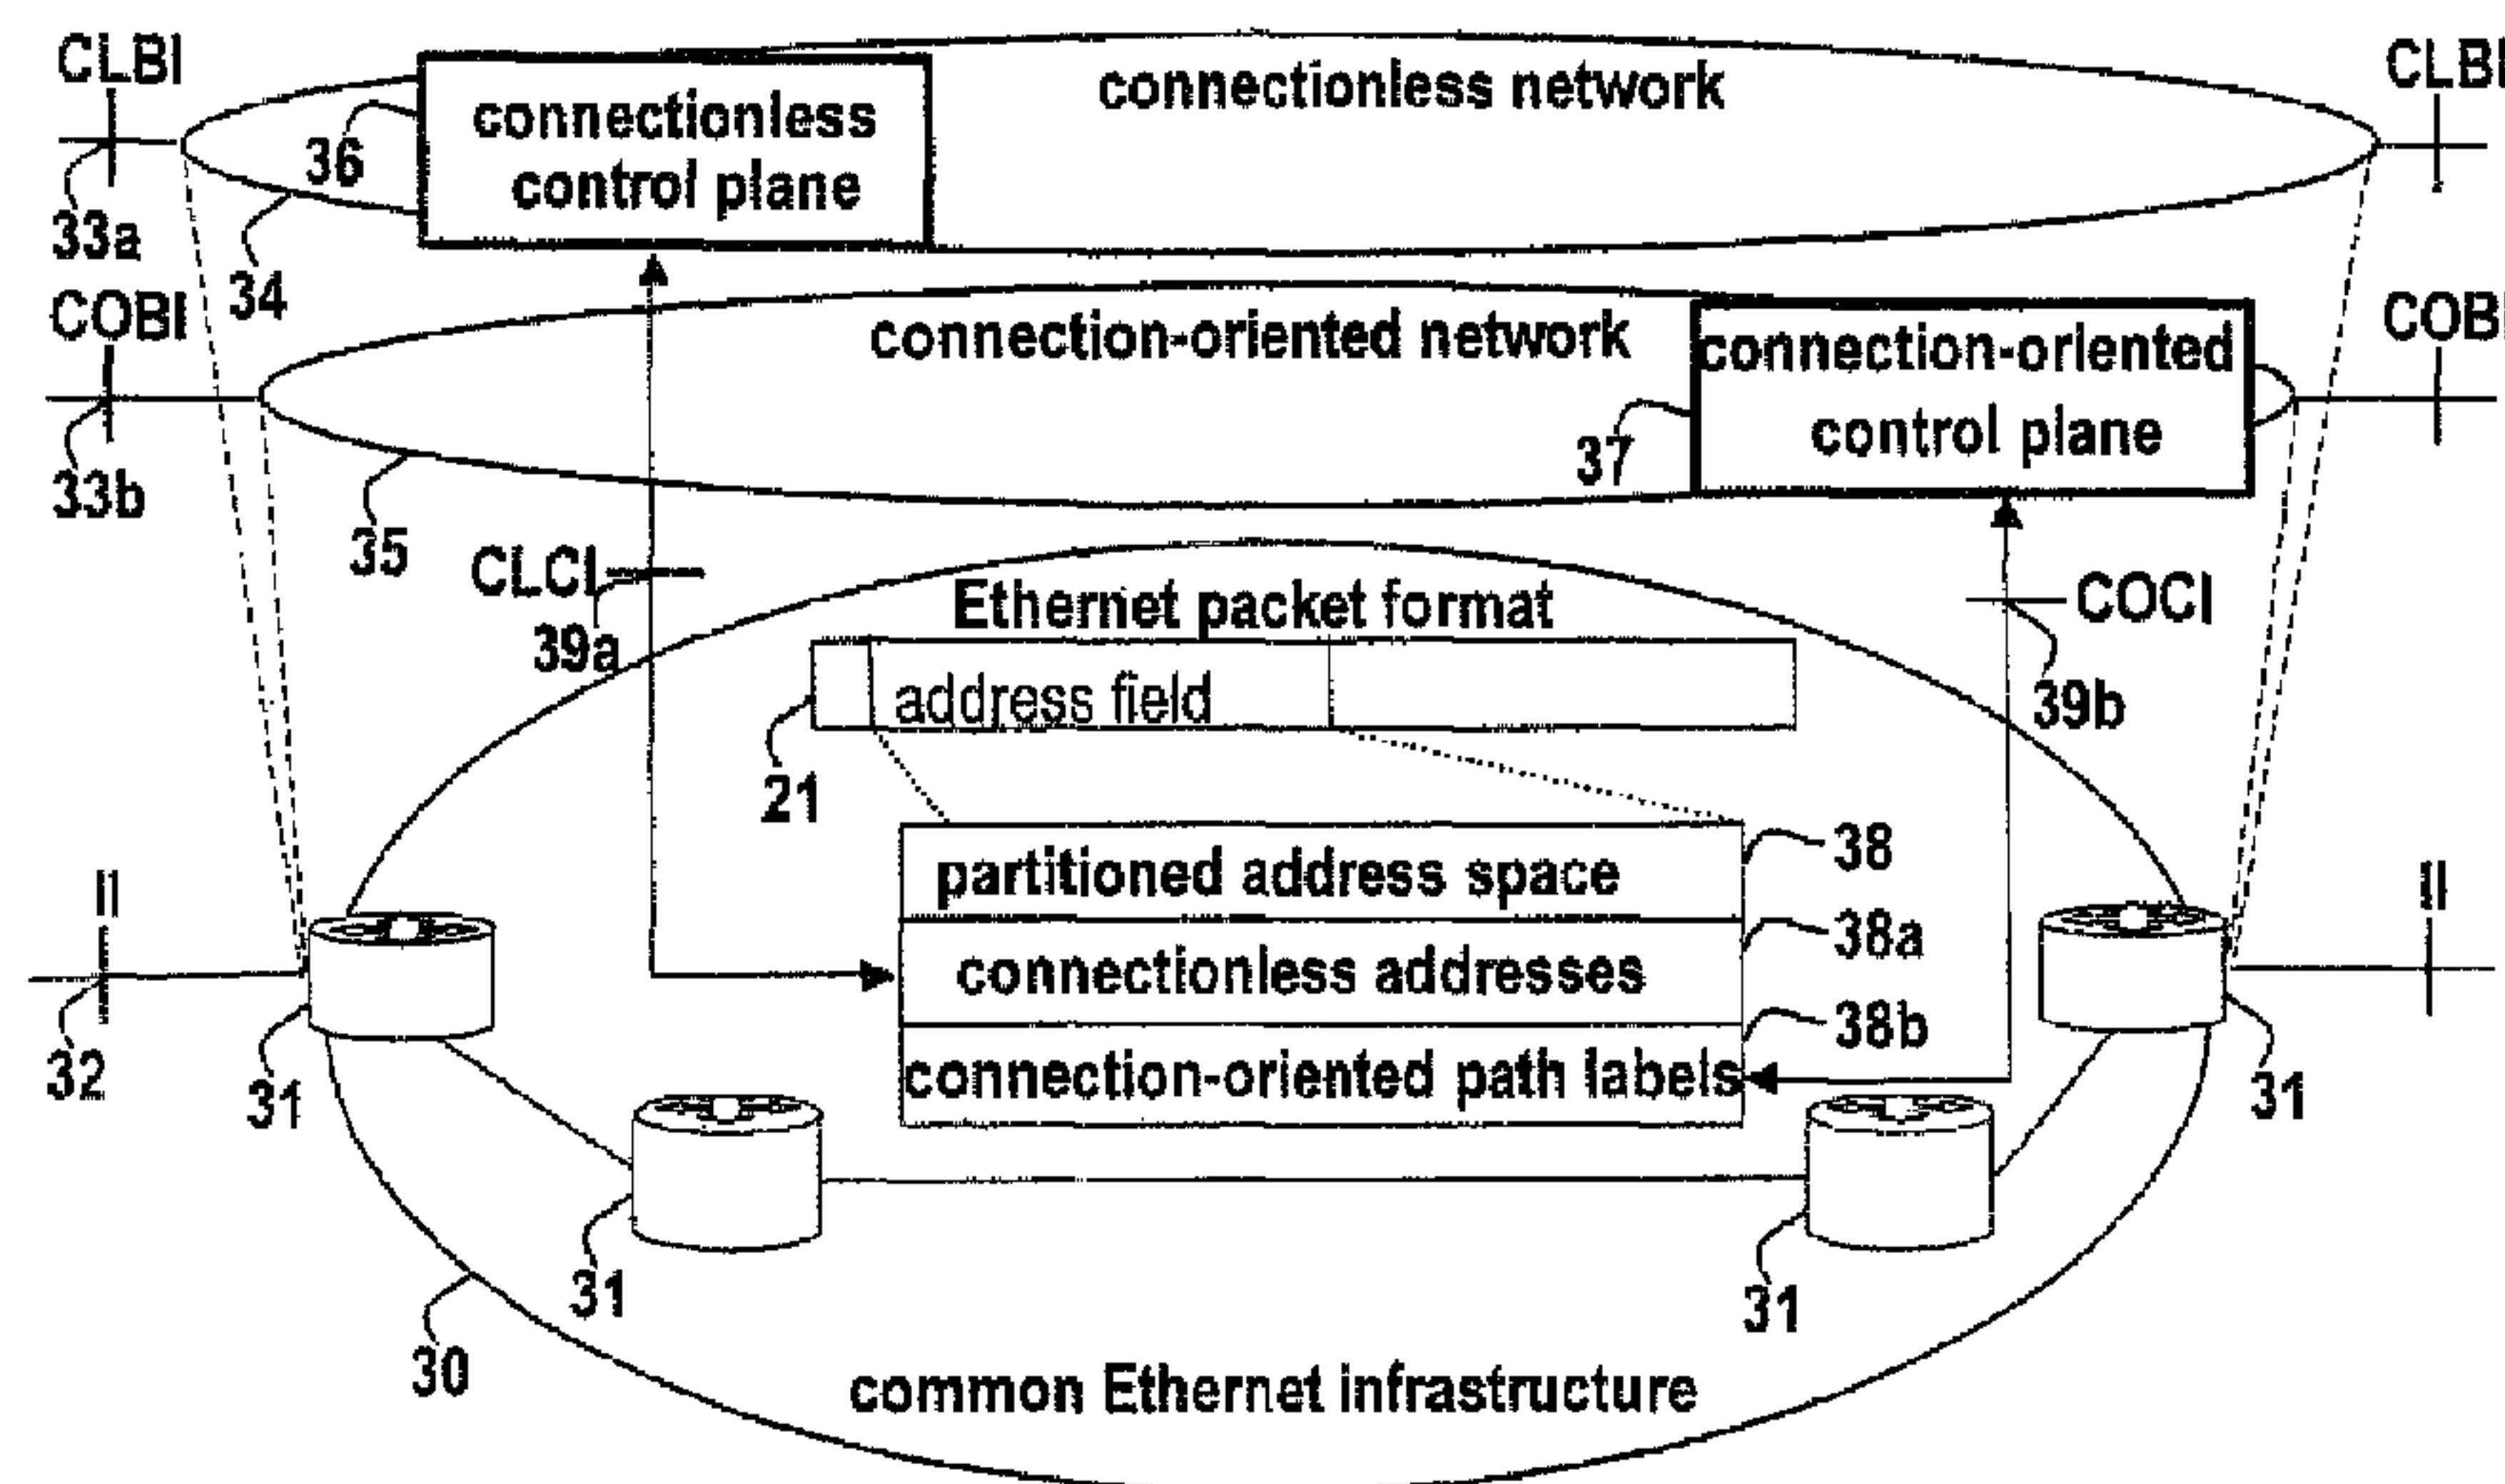 CLBI
connectionless network
CLBI
connectionless
control plane
36
33a
34
COBI
connection-oriented network
connection-oriented
control plane
COBI
37
33b
35
CLCI
39a
Ethernet packet format
COCI
39b
address field
21
partitioned address space
38
connectionless addresses
38a
connection-oriented path labels
38b
II
32
31
31
31
31
II
30
common Ethernet infrastructure